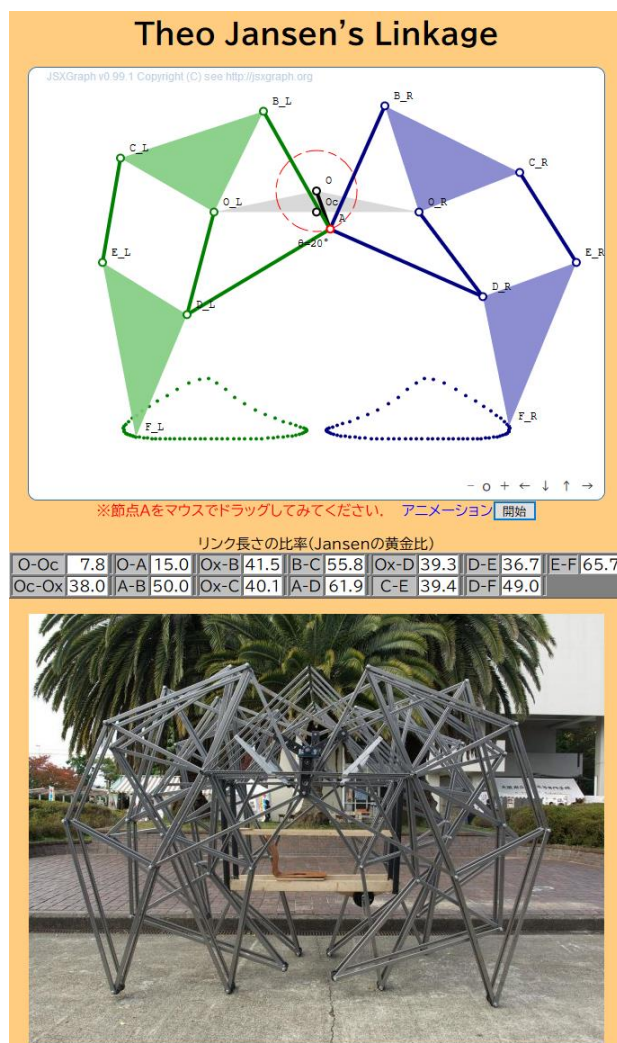 Theo Jansen's Linkage
JSXGraph v0.99.1 Copyright (C) see http://jsxgraph.org
B_L
B_R
C_L
C_R
O
O_L
Oc
O_R
A
θ=20°
E_L
E_R
D_R
D_L
F_R
F_L
− o + ← ↓ ↑ →
※節点Aをマウスでドラッグしてみてください. アニメーション 開始
リンク長さの比率(Jansenの黄金比)
O-Oc 7.8 O-A 15.0 Ox-B 41.5 B-C 55.8 Ox-D 39.3 D-E 36.7 E-F 65.7
Oc-Ox 38.0 A-B 50.0 Ox-C 40.1 A-D 61.9 C-E 39.4 D-F 49.0